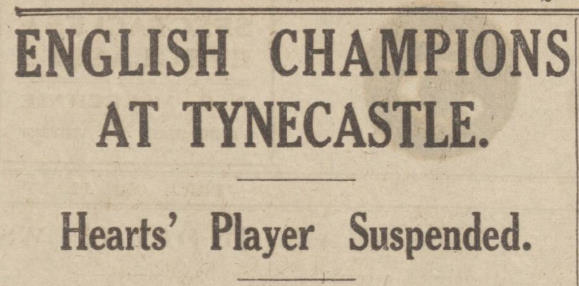 ENGLISH CHAMPIONS
AT TYNECASTLE.
Hearts' Player Suspended.